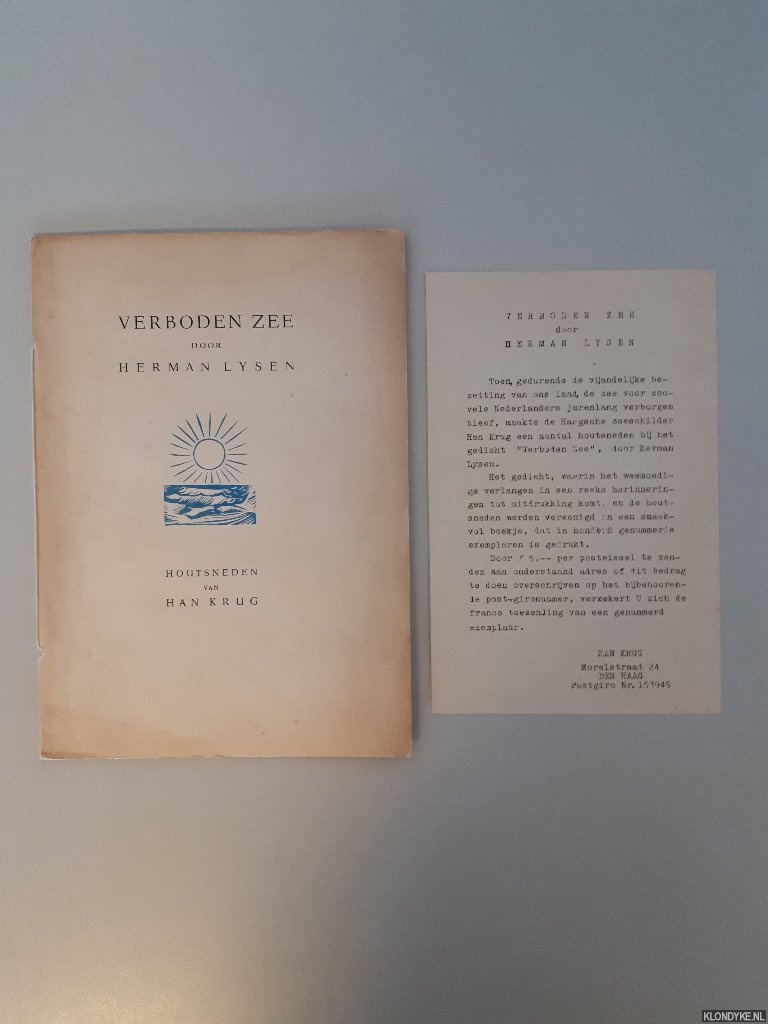 VERBODEN ZEE
DOOR
HERMAN LYSEN
HOUTSNEDEN
VAN
HAN KRUG
VERBODEN ZEE
door
HERMAN LYSEN
Toen, gedurende de vijandelijke be-
zetting van ons land, de zee voor zoo-
vele Nederlanders jarenlang verborgen
bleef, maakte de Haagsche zeeschilder
Han Krug een aantal houtsneden bij het
gedicht "Verboden Zee", door Herman
Lysen.
Het gedicht, waarin het weemoedi-
ge verlangen in een reeks herinnerin-
gen tot uitdrukking komt, en de hout-
sneden werden vereenigd in een smaak-
vol boekje, dat in honderd genummerde
exemplaren is gedrukt.
Door f 5.-- per postwissel te zen-
den aan onderstaand adres of dit bedrag
te doen overschrijven op het bijbehooren-
de post-gironummer, verzekert U zich de
franco toezending van een genummerd
exemplaar.
HAN KRUG
Morelstraat 24
DEN HAAG
Postgiro Nr. 153945
KLONDYKE.NL